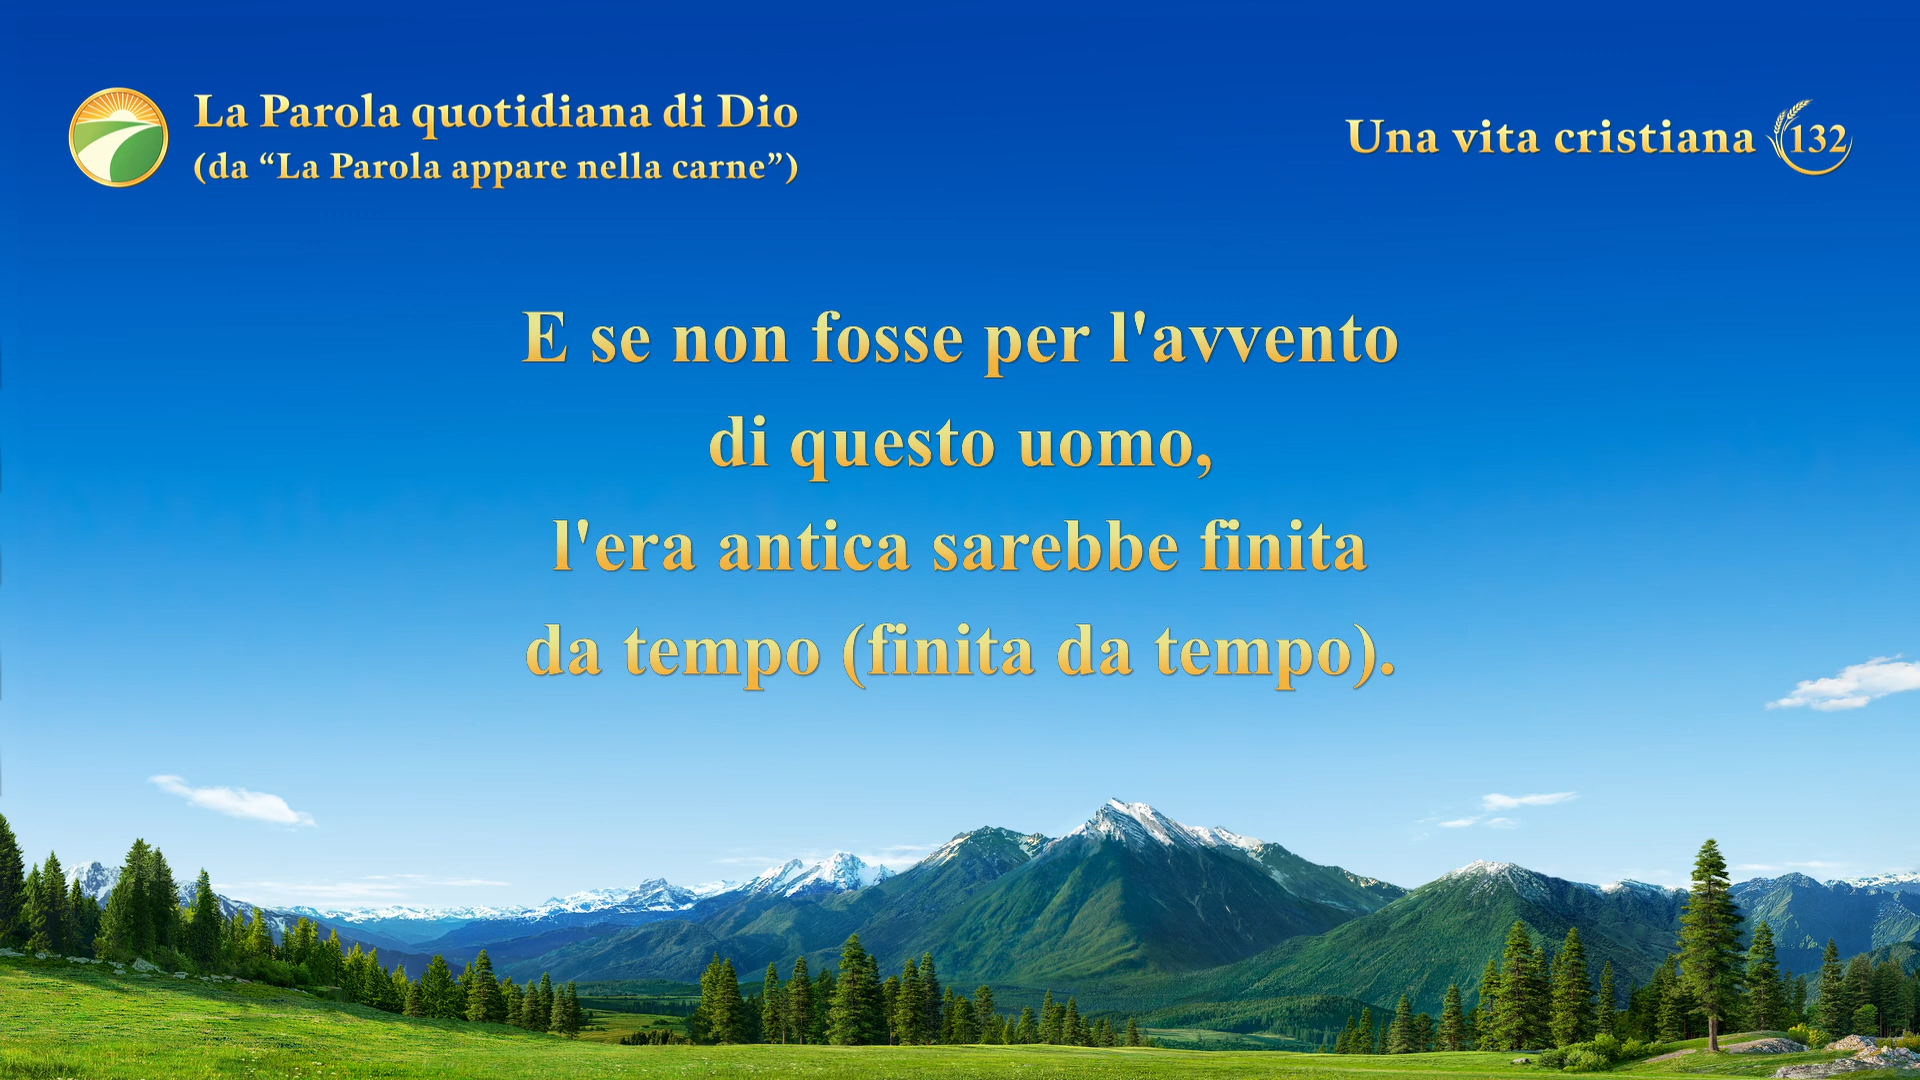 La Parola quotidiana di Dio
(da “La Parola appare nella carne”)
Una vita cristiana 132
E se non fosse per l'avvento
di questo uomo,
l'era antica sarebbe finita
da tempo (finita da tempo).